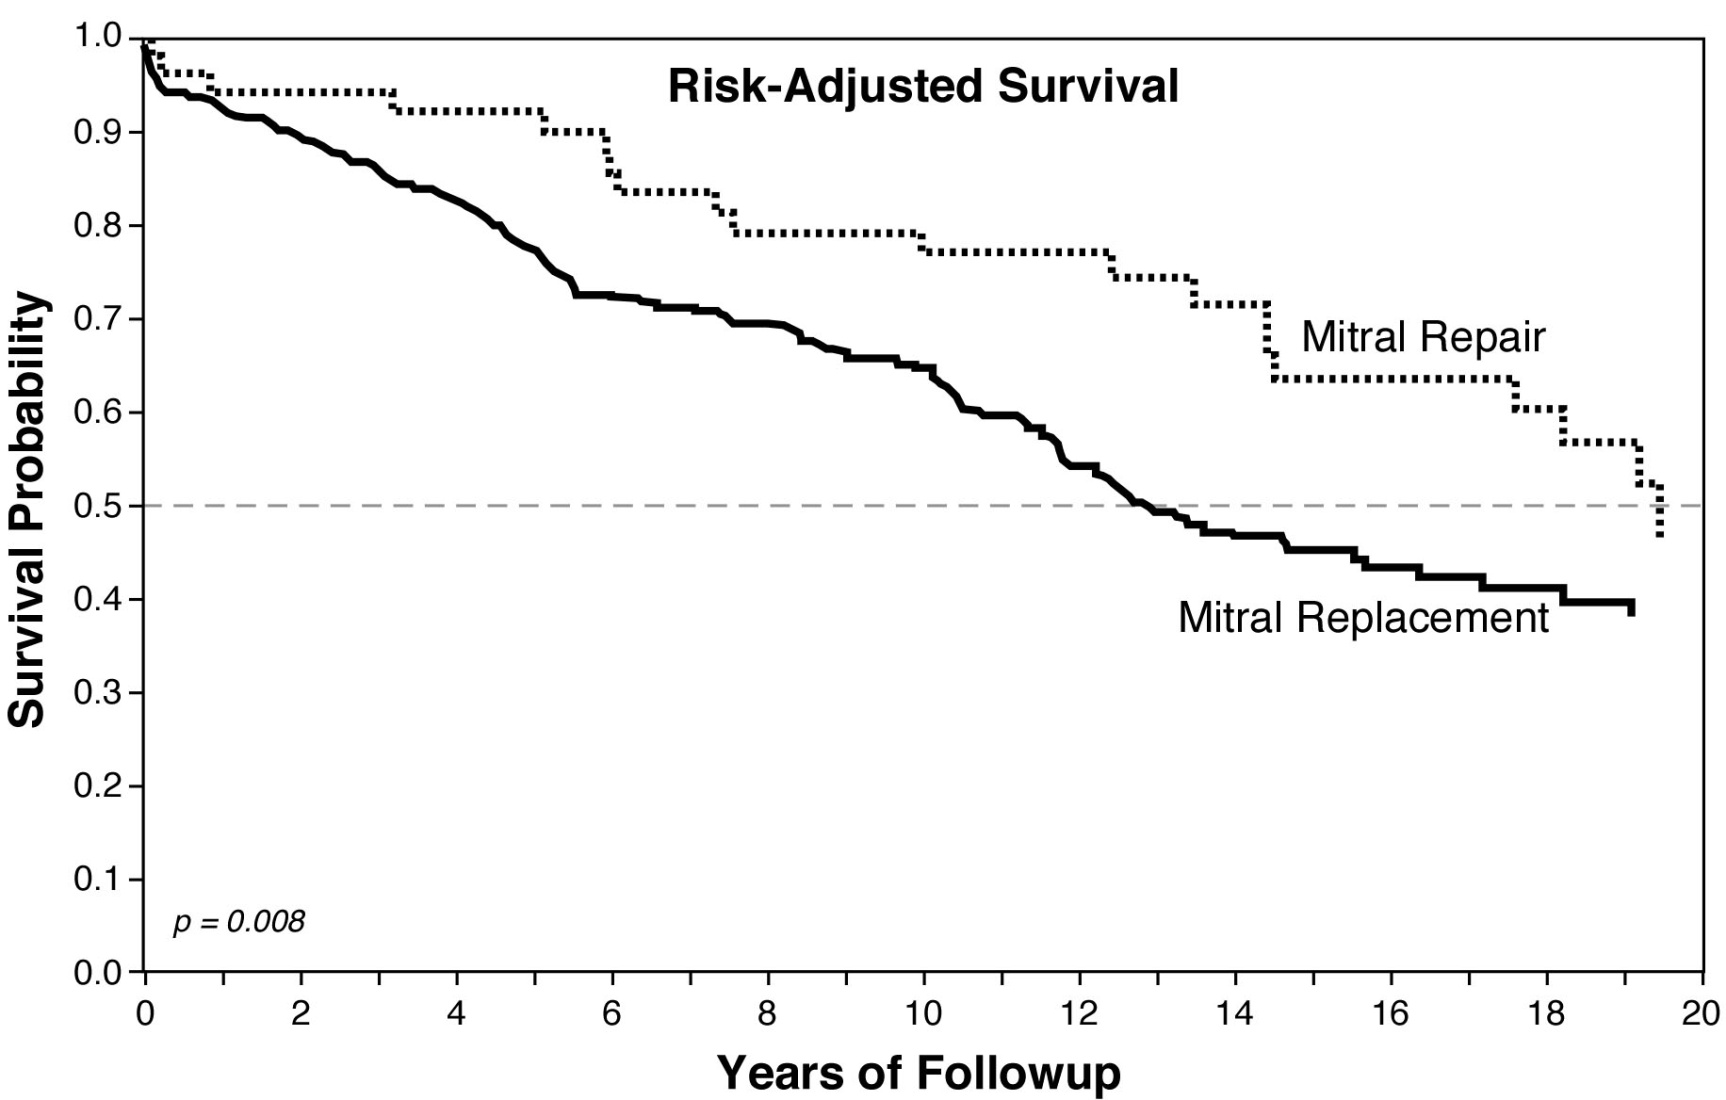 Risk-Adjusted Survival
Survival Probability
1.0
0.9
0.8
0.7
0.6
0.5
0.4
0.3
0.2
0.1
0.0
Mitral Repair
Mitral Replacement
p = 0.008
0 2 4 6 8 10 12 14 16 18 20
Years of Followup